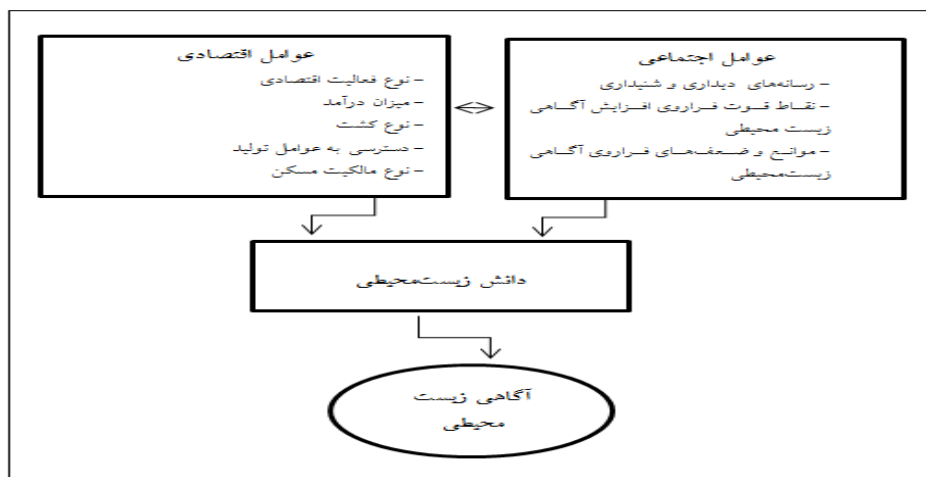 عوامل اجتماعی
– رسانه‌های دیداری و شنیداری
– نقاط قوت فراروی افزایش آگاهی
زیست محیطی
– موانع و ضعف‌های فراروی آگاهی
زیست‌محیطی
عوامل اقتصادی
– نوع فعالیت اقتصادی
– میزان درآمد
– نوع کشت
– دسترسی به عوامل تولید
– نوع مالکیت مسکن
دانش زیست‌محیطی
آگاهی زیست
محیطی